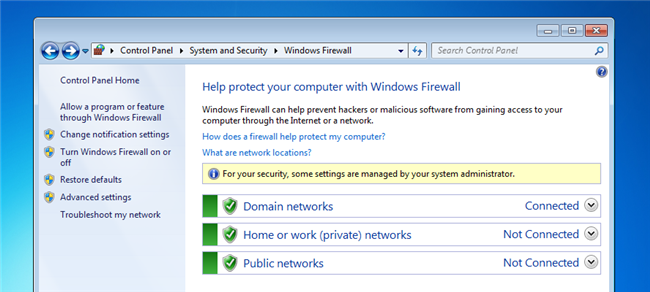 Control Panel System and Security Windows Firewall Search Control Panel
Control Panel Home
Allow a program or feature
through Windows Firewall
Change notification settings
Turn Windows Firewall on or
off
Restore defaults
Advanced settings
Troubleshoot my network
Help protect your computer with Windows Firewall
Windows Firewall can help prevent hackers or malicious software from gaining access to your
computer through the Internet or a network.
How does a firewall help protect my computer?
What are network locations?
For your security, some settings are managed by your system administrator.
Domain networks Connected
Home or work (private) networks Not Connected
Public networks Not Connected